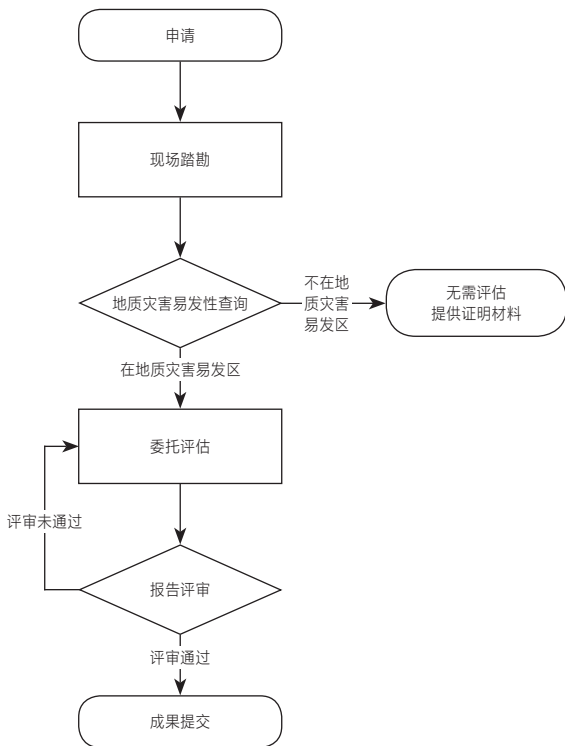 申请
现场踏勘
地质灾害易发性查询
不在地
质灾害
易发区
无需评估
提供证明材料
在地质灾害易发区
委托评估
评审未通过
报告评审
评审通过
成果提交